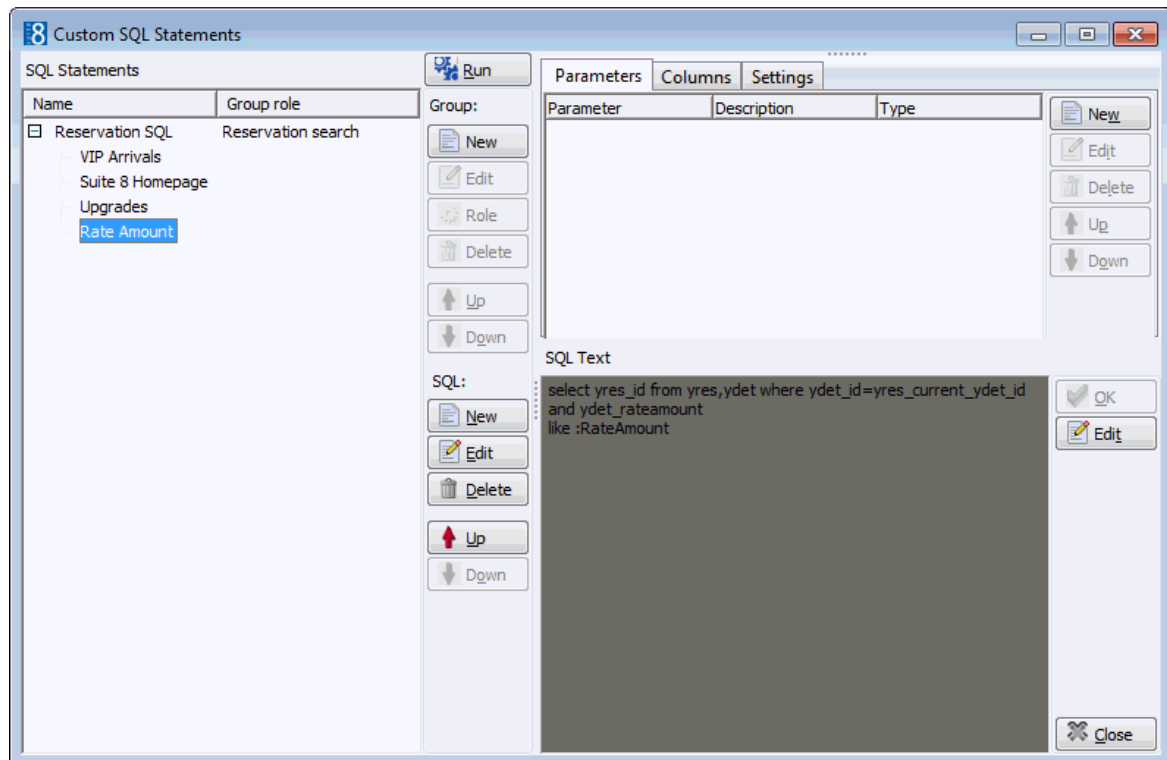 8 Custom SQL Statements
SQL Statements
Name Group role
Reservation SQL Reservation search
VIP Arrivals
Suite 8 Homepage
Upgrades
Rate Amount
Run
Group:
New
Edit
Role
Delete
Up
Down
SQL:
New
Edit
Delete
Up
Down
Parameters Columns Settings
Parameter Description Type
New
Edit
Delete
Up
Down
SQL Text
select yres_id from yres,ydet where ydet_id=yres_current_ydet_id
and ydet_rateamount
like :RateAmount
OK
Edit
Close